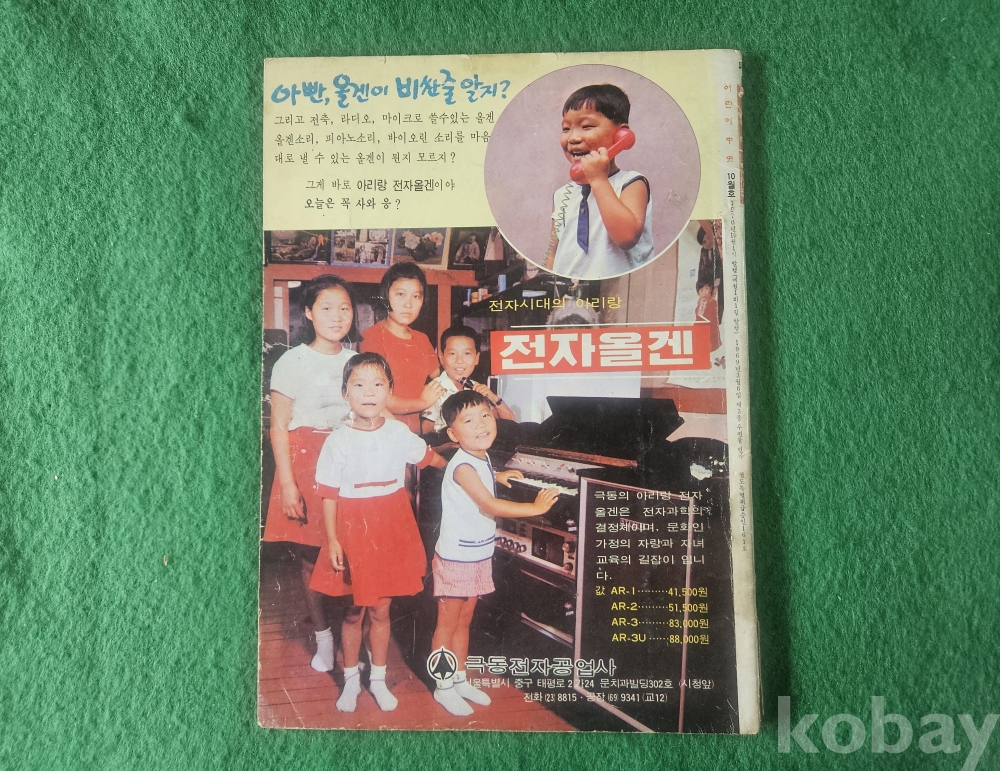 아빤, 올겐이 비싼줄 알지?
그리고 전축, 라디오, 마이크로 쓸수있는 올겐
올겐소리, 피아노소리, 바이오린 소리를 마음
대로 낼 수 있는 올겐이 뭔지 모르지?
그게 바로 아리랑 전자올겐이야
오늘은 꼭 사와 응?
전자시대의 아리랑
전자올겐
극동의 아리랑 전자
올겐은 전자과학의
결정체이며, 문화인
가정의 자랑과 자녀
교육의 길잡이 입니
다.
값 AR-1………41,500원
AR-2………51,500원
AR-3………83,000원
AR-3U……88,000원
극동전자공업사
서울특별시 중구 태평로 2가24 문치과빌딩302호 (시청앞)
전화 (23) 8815 · 공장 (69) 9341 (교12)
10월호
kobay